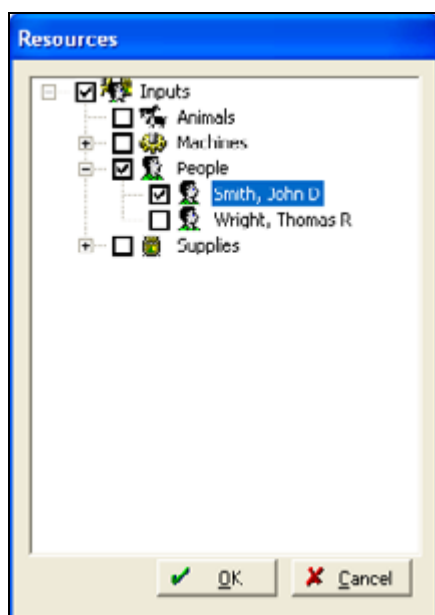 Resources
Inputs
Animals
Machines
People
Smith, John D
Wright, Thomas R
Supplies
OK Cancel